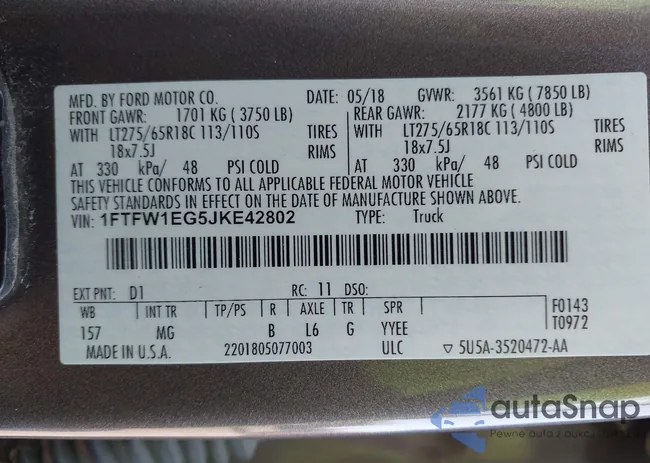 MFD. BY FORD MOTOR CO. DATE: 05/18 GVWR: 3561 KG ( 7850 LB)
FRONT GAWR: 1701 KG ( 3750 LB) REAR GAWR: 2177 KG ( 4800 LB)
WITH LT275/65R18C 113/110S TIRES WITH LT275/65R18C 113/110S TIRES
18x7.5J RIMS 18x7.5J RIMS
AT 330 kPa/ 48 PSI COLD AT 330 kPa/ 48 PSI COLD
THIS VEHICLE CONFORMS TO ALL APPLICABLE FEDERAL MOTOR VEHICLE
SAFETY STANDARDS IN EFFECT ON THE DATE OF MANUFACTURE SHOWN ABOVE.
VIN: 1FTFW1EG5JKE42802 TYPE: Truck
EXT PNT: D1 RC: 11 DSO:
WB INT TR TP/PS R AXLE TR SPR F0143
157 MG B L6 G YYEE T0972
MADE IN U.S.A. 2201805077003 ULC ▽ 5U5A-3520472-AA
autaSnap
Pewne auta z aukcji